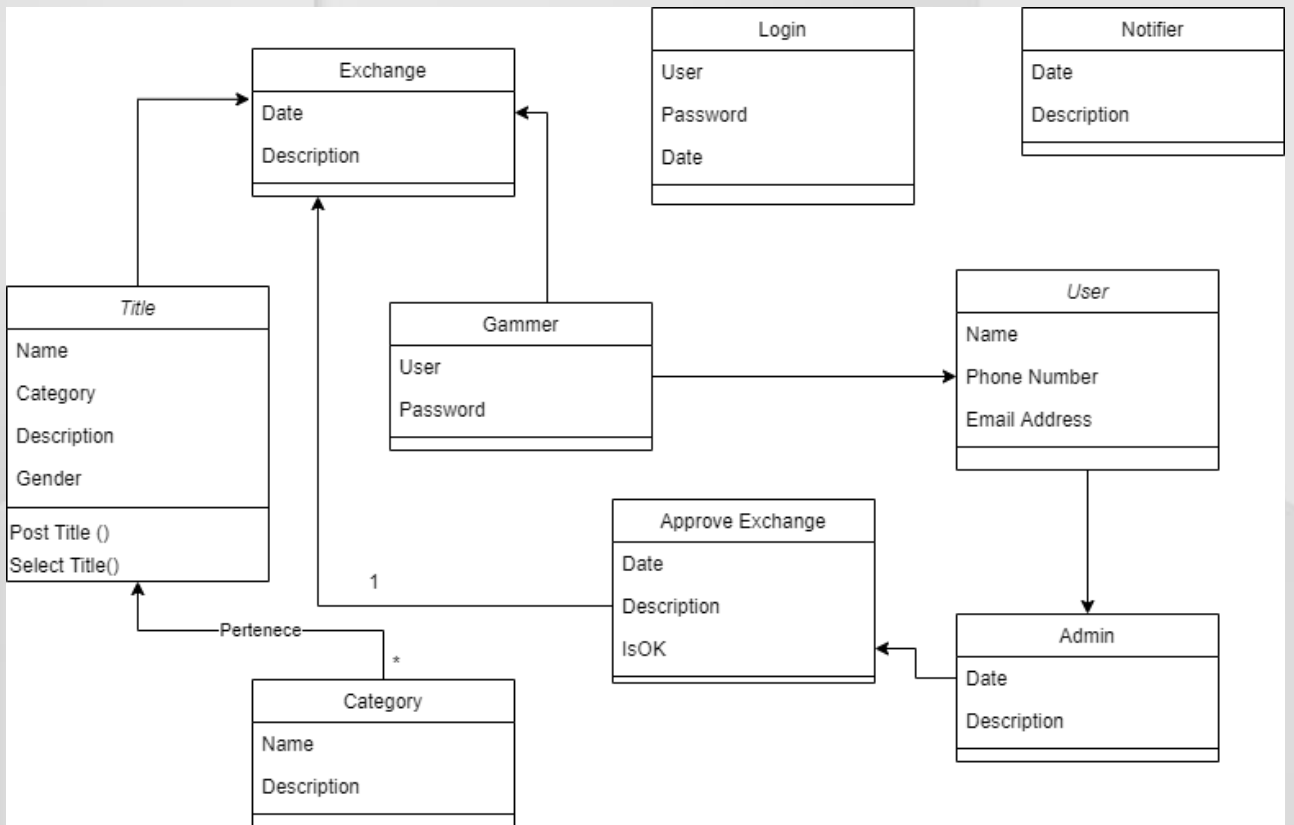 Login
User
Password
Date
Notifier
Date
Description
Exchange
Date
Description
Title
Name
Category
Description
Gender
Post Title ()
Select Title()
Gammer
User
Password
User
Name
Phone Number
Email Address
Approve Exchange
Date
Description
IsOK
1
Admin
Date
Description
Pertenece
*
Category
Name
Description